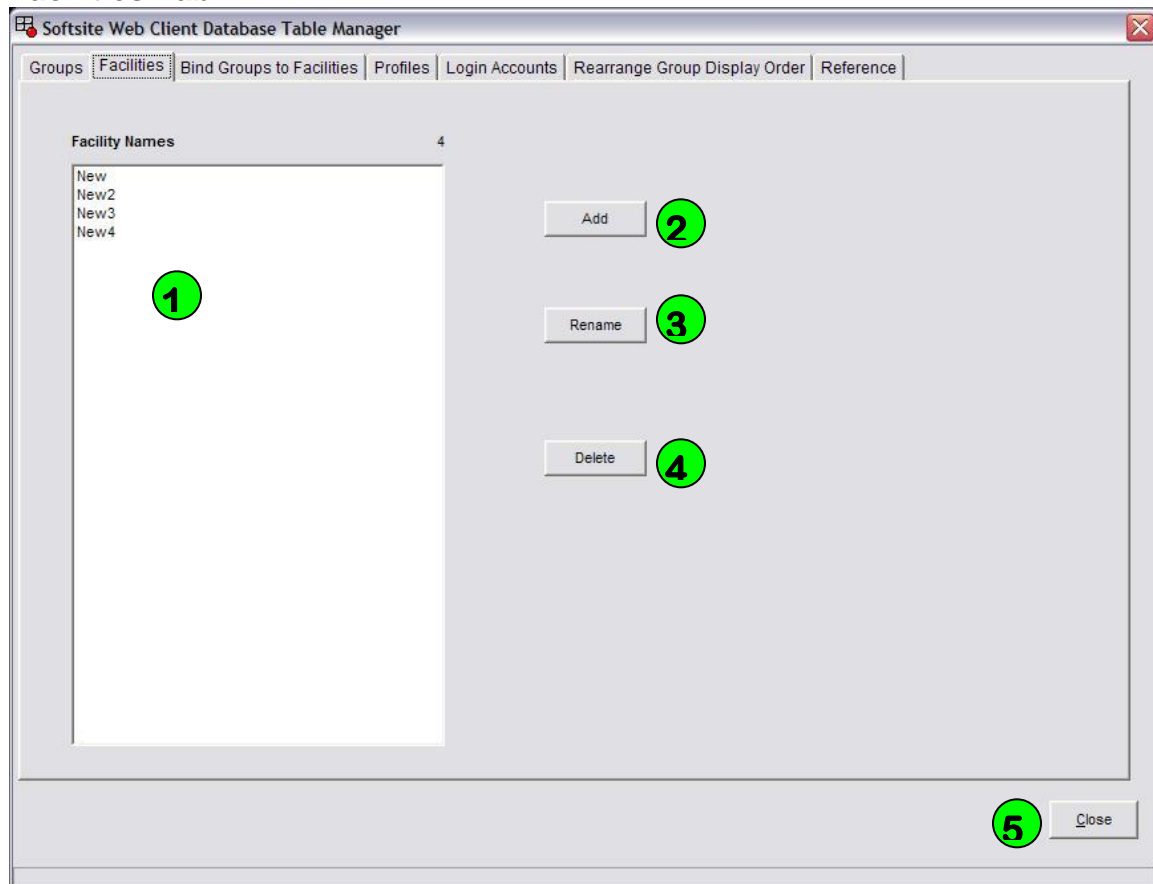 Softsite Web Client Database Table Manager
Groups Facilities Bind Groups to Facilities Profiles Login Accounts Rearrange Group Display Order Reference
Facility Names 4
New
New2
New3
New4
1
Add 2
Rename 3
Delete 4
5 Close